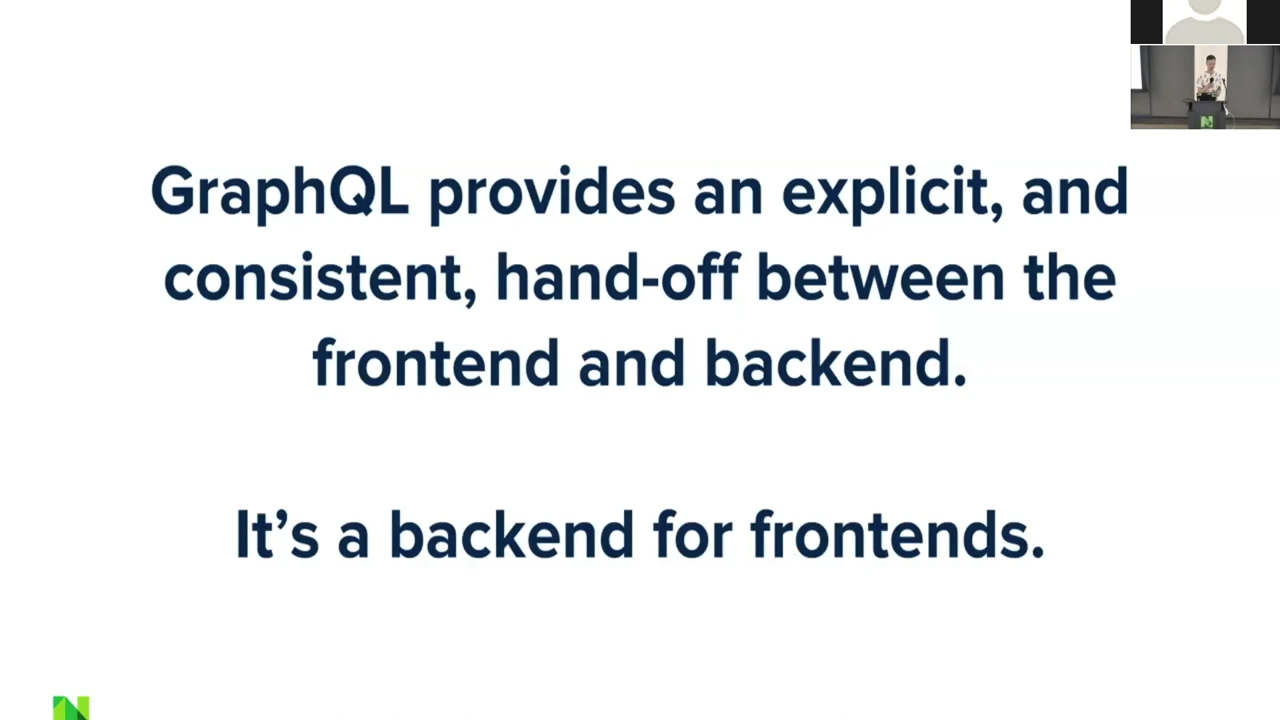 GraphQL provides an explicit, and
consistent, hand-off between the
frontend and backend.
It’s a backend for frontends.